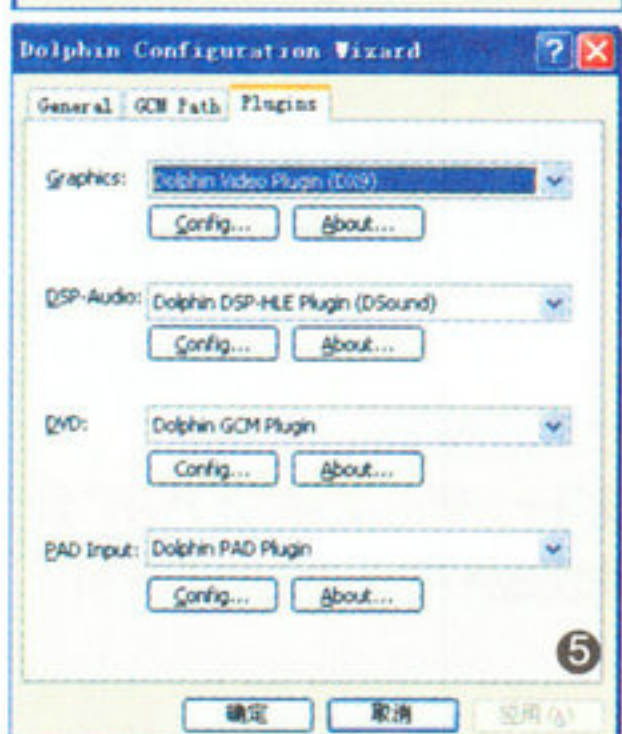 Dolphin Configuration Wizard
General GCM Path Plugins
Graphics: Dolphin Video Plugin (DX9)
Config... About...
DSP-Audio: Dolphin DSP-HLE Plugin (DSound)
Config... About...
DVD: Dolphin GCM Plugin
Config... About...
PAD Input: Dolphin PAD Plugin
Config... About...
5
确定 取消 应用(A)